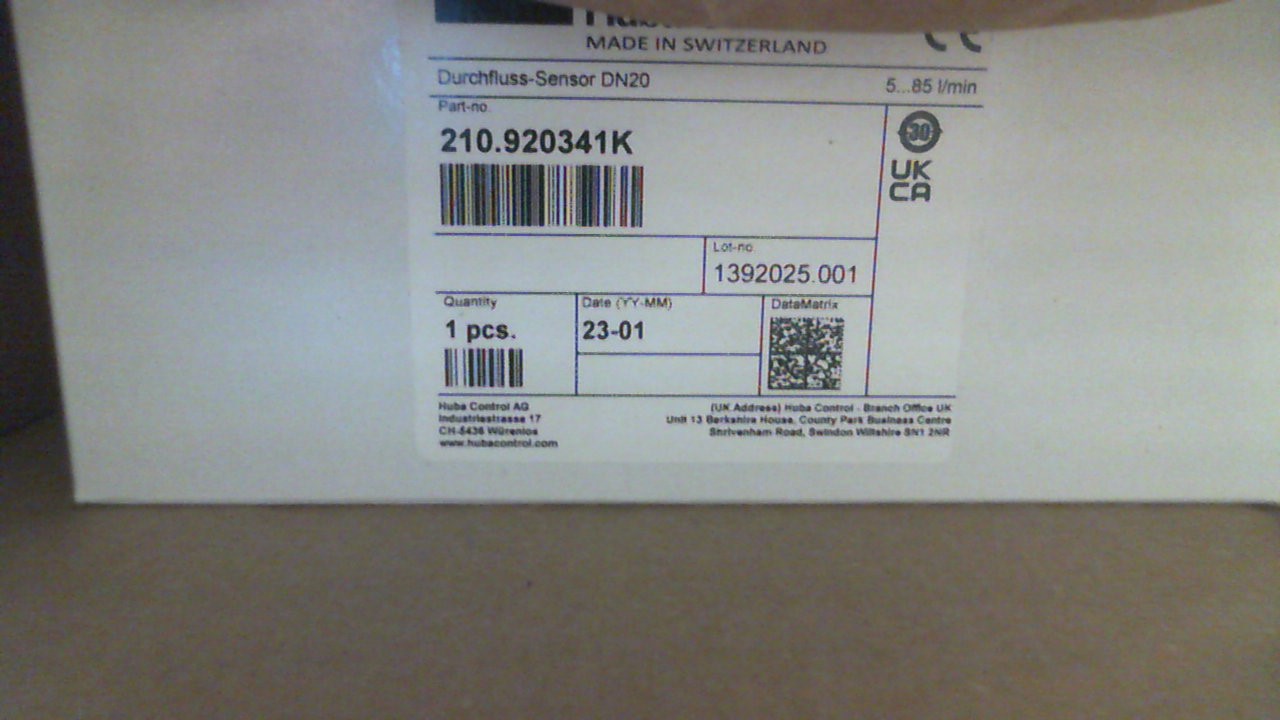 MADE IN SWITZERLAND
Durchfluss-Sensor DN20
5...85 l/min
Part-no.
210.920341K
30
UK
CA
Lot-no.
1392025.001
Quantity
1 pcs.
Date (YY-MM)
23-01
DataMatrix
Huba Control AG
Industriestrasse 17
CH-5436 Würenlos
www.hubacontrol.com
(UK Address) Huba Control - Branch Office UK
Unit 13 Berkshire House, County Park Business Centre
Shrivenham Road, Swindon Wiltshire SN1 2NR